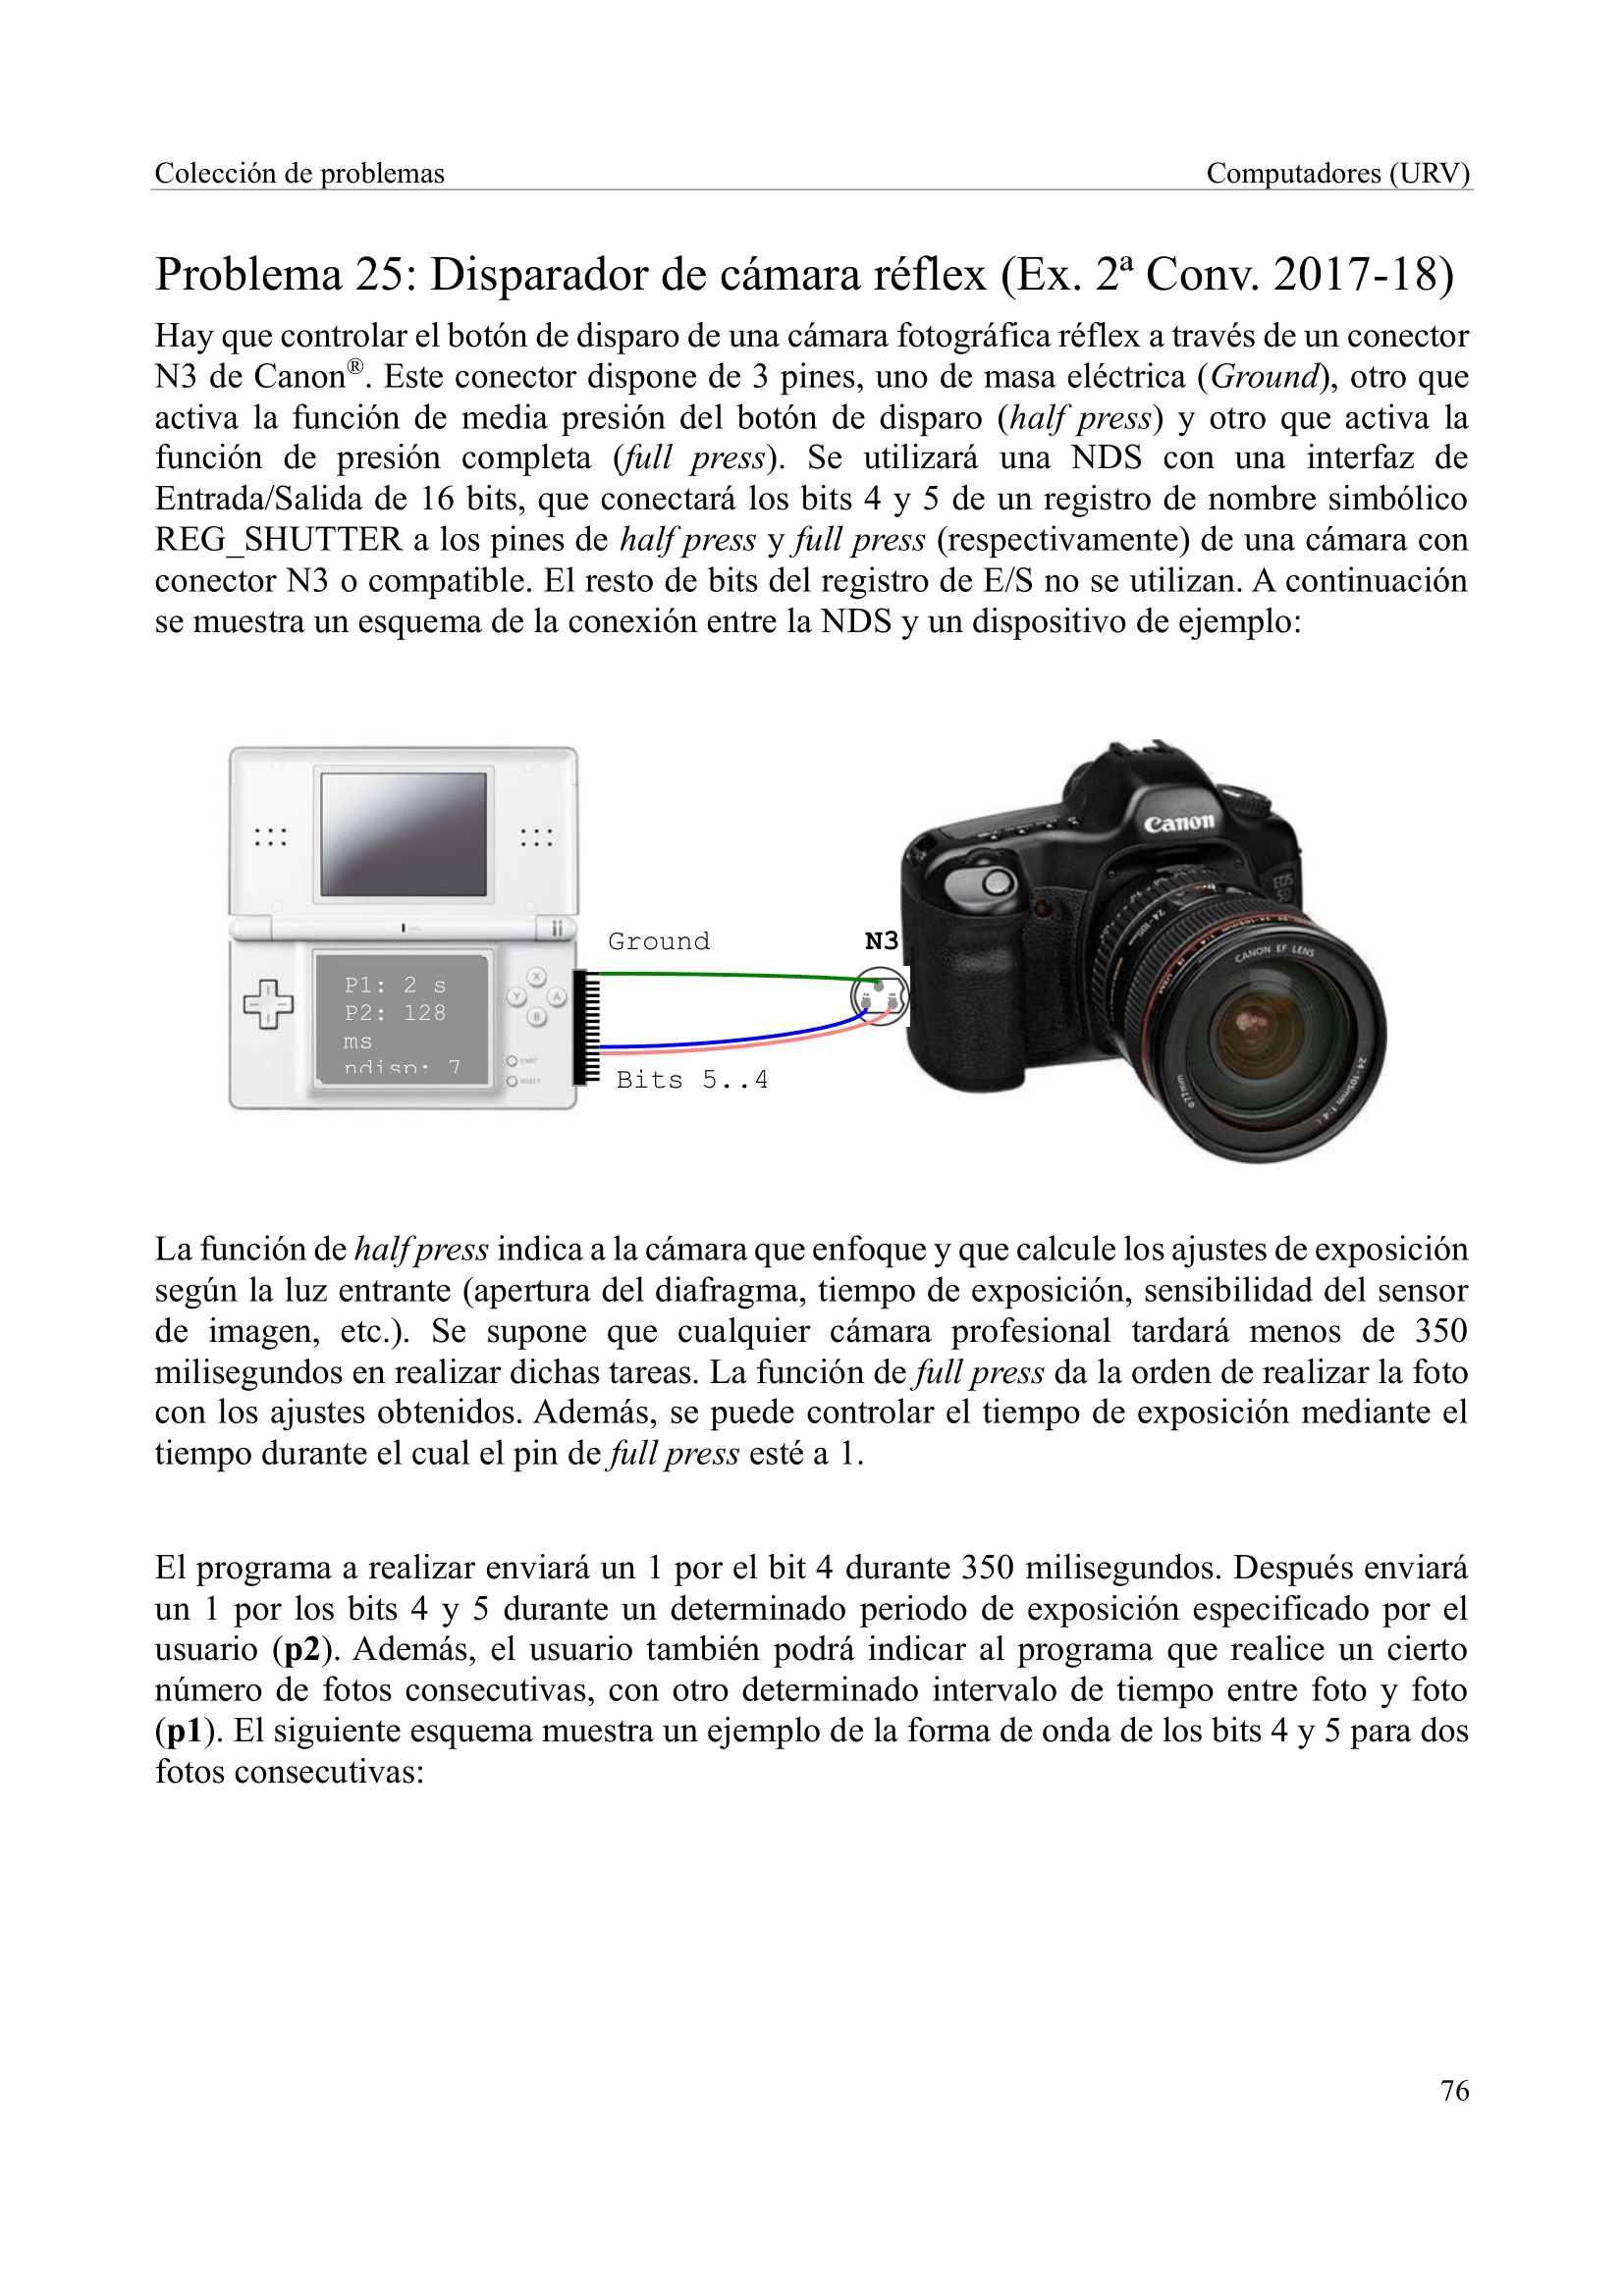 Colección de problemas
Computadores (URV)
Problema 25: Disparador de cámara réflex (Ex. 2ª Conv. 2017-18)
Hay que controlar el botón de disparo de una cámara fotográfica réflex a través de un conector
N3 de Canon®. Este conector dispone de 3 pines, uno de masa eléctrica (Ground), otro que
activa la función de media presión del botón de disparo (half press) y otro que activa la
función de presión completa (full press). Se utilizará una NDS con una interfaz de
Entrada/Salida de 16 bits, que conectará los bits 4 y 5 de un registro de nombre simbólico
REG_SHUTTER a los pines de half press y full press (respectivamente) de una cámara con
conector N3 o compatible. El resto de bits del registro de E/S no se utilizan. A continuación
se muestra un esquema de la conexión entre la NDS y un dispositivo de ejemplo:
Canon
EOS
5D
CANON EF LENS
24-105mm
ø77mm
Ground
N3
P1: 2 s
P2: 128
ms
ndisp: 7
X
Y
A
B
START
SELECT
Bits 5..4
La función de half press indica a la cámara que enfoque y que calcule los ajustes de exposición
según la luz entrante (apertura del diafragma, tiempo de exposición, sensibilidad del sensor
de imagen, etc.). Se supone que cualquier cámara profesional tardará menos de 350
milisegundos en realizar dichas tareas. La función de full press da la orden de realizar la foto
con los ajustes obtenidos. Además, se puede controlar el tiempo de exposición mediante el
tiempo durante el cual el pin de full press esté a 1.
El programa a realizar enviará un 1 por el bit 4 durante 350 milisegundos. Después enviará
un 1 por los bits 4 y 5 durante un determinado periodo de exposición especificado por el
usuario (p2). Además, el usuario también podrá indicar al programa que realice un cierto
número de fotos consecutivas, con otro determinado intervalo de tiempo entre foto y foto
(p1). El siguiente esquema muestra un ejemplo de la forma de onda de los bits 4 y 5 para dos
fotos consecutivas:
76